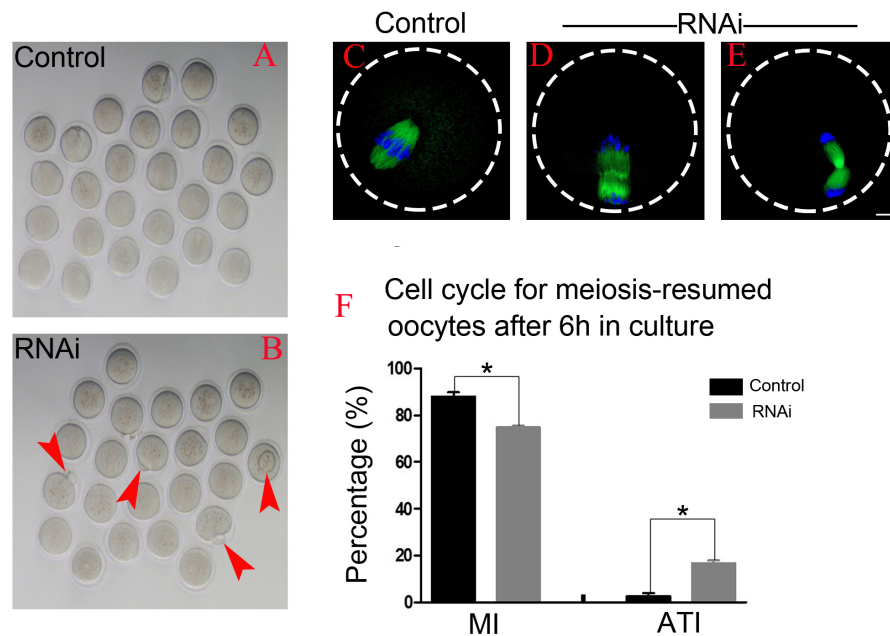 Control
A
RNAi
B
Control
RNAi
C
D
E
F
Cell cycle for meiosis-resumed
oocytes after 6h in culture
Percentage (%)
100
80
60
40
20
0
*
*
Control
RNAi
MI
ATI